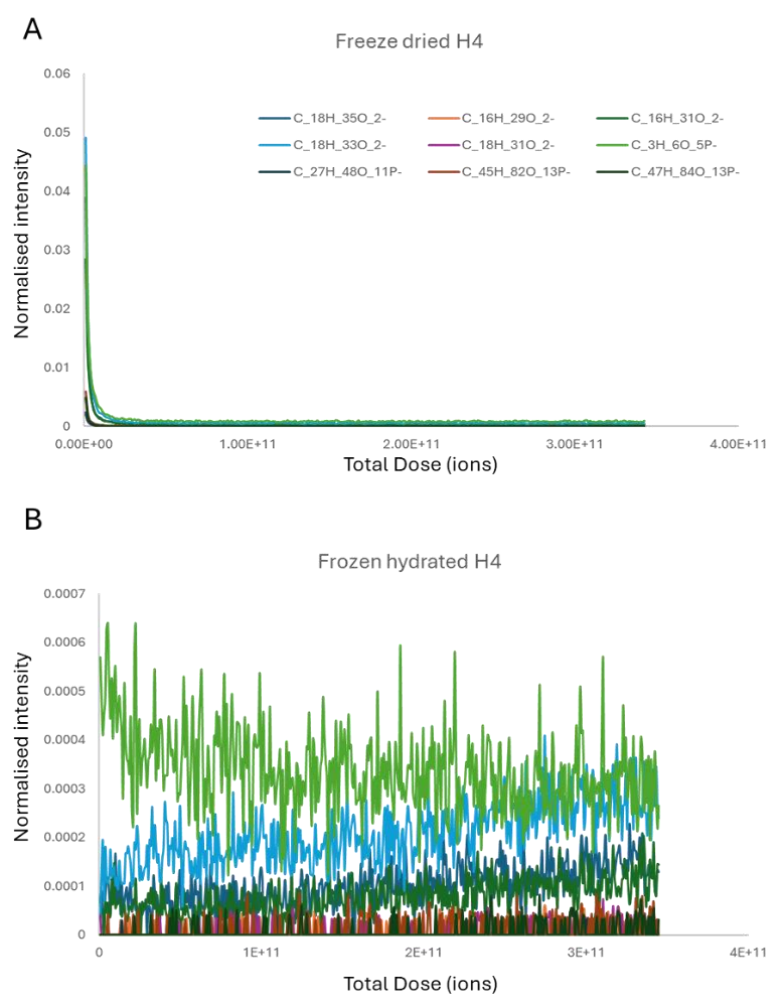 A
Freeze dried H4
0.06
0.05
0.04
0.03
0.02
0.01
0
Normalised intensity
C_18H_35O_2- C_16H_29O_2- C_16H_31O_2-
C_18H_33O_2- C_18H_31O_2- C_3H_6O_5P-
C_27H_48O_11P- C_45H_82O_13P- C_47H_84O_13P-
0.00E+00 1.00E+11 2.00E+11 3.00E+11 4.00E+11
Total Dose (ions)
B
Frozen hydrated H4
0.0007
0.0006
0.0005
0.0004
0.0003
0.0002
0.0001
0
Normalised intensity
0 1E+11 2E+11 3E+11 4E+11
Total Dose (ions)